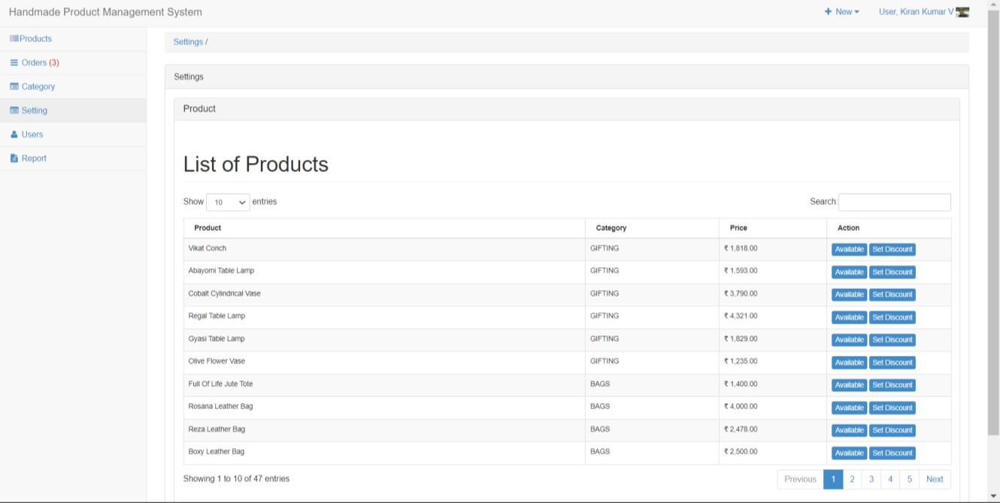 Handmade Product Management System
New
User, Kiran Kumar V
Products
Orders (3)
Category
Setting
Users
Report
Settings /
Settings
Product
List of Products
Show 10 entries
Search:
Product Category Price Action
Vikat Conch GIFTING ₹ 1,818.00 Available Set Discount
Abayomi Table Lamp GIFTING ₹ 1,593.00 Available Set Discount
Cobalt Cylindrical Vase GIFTING ₹ 3,790.00 Available Set Discount
Regal Table Lamp GIFTING ₹ 4,321.00 Available Set Discount
Gyasi Table Lamp GIFTING ₹ 1,829.00 Available Set Discount
Olive Flower Vase GIFTING ₹ 1,235.00 Available Set Discount
Full Of Life Jute Tote BAGS ₹ 1,400.00 Available Set Discount
Rosana Leather Bag BAGS ₹ 4,000.00 Available Set Discount
Reza Leather Bag BAGS ₹ 2,478.00 Available Set Discount
Boxy Leather Bag BAGS ₹ 2,500.00 Available Set Discount
Showing 1 to 10 of 47 entries
Previous 1 2 3 4 5 Next